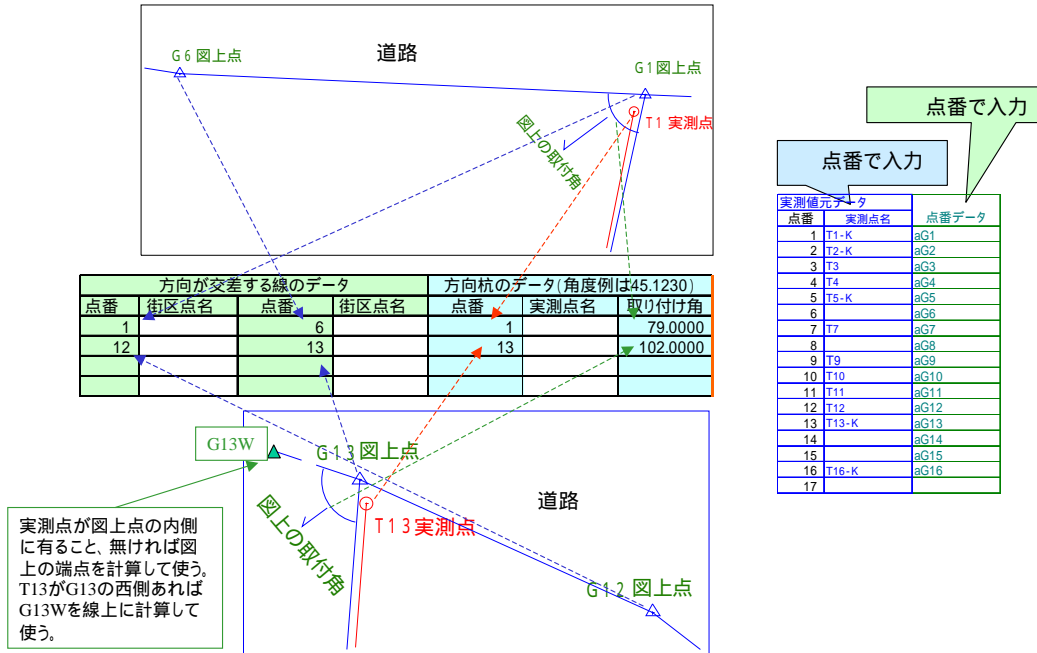 道路
G6図上点
G1図上点
T1 実測点
図上の取付角
点番で入力
点番で入力
実測値元データ
点番 実測点名 点番データ
1 T1-K aG1
2 T2-K aG2
3 T3 aG3
4 T4 aG4
5 T5-K aG5
6 aG6
7 T7 aG7
8 aG8
9 T9 aG9
10 T10 aG10
11 T11 aG11
12 T12 aG12
13 T13-K aG13
14 aG14
15 aG15
16 T16-K aG16
17
方向が交差する線のデータ 方向杭のデータ(角度例は45.1230)
点番 街区点名 点番 街区点名 点番 実測点名 取り付け角
1 6 1 79.0000
12 13 13 102.0000
G13W
G13図上点
道路
T13実測点
図上の取付角
G12図上点
実測点が図上点の内側
に有ること、無ければ図
上の端点を計算して使う。
T13がG13の西側あれば
G13Wを線上に計算して
使う。